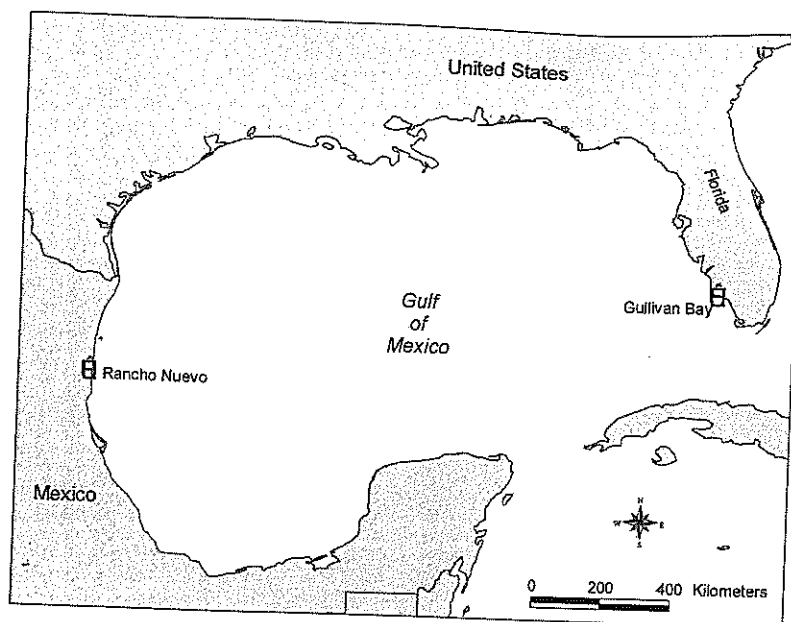 United States
Florida
Gulf
of
Mexico
Gullivan Bay
Rancho Nuevo
Mexico
N
W E
S
0 200 400 Kilometers